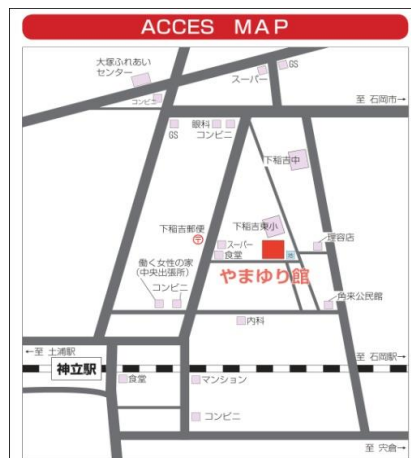 ACCES MAP
大塚ふれあい
センター
コンビニ
スーパー
GS
至 石岡市→
GS
眼科
コンビニ
下稲吉中
下稲吉郵便
〒
下稲吉東小
スーパー
食堂
理容店
やまゆり館
働く女性の家
(中央出張所)
コンビニ
角来公民館
内科
←至 土浦駅
至 石岡駅→
神立駅
食堂
マンション
コンビニ
至 宍倉→